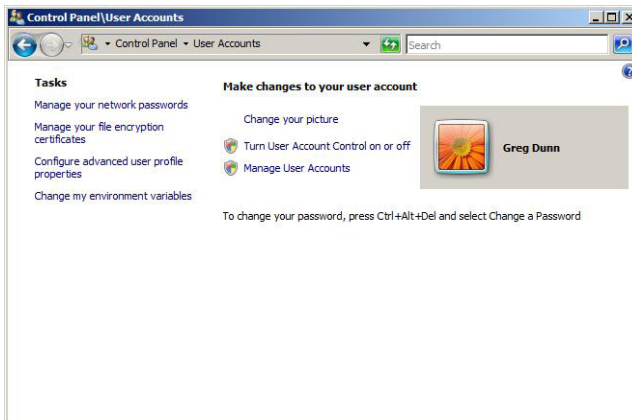 Control Panel\User Accounts
Control Panel User Accounts Search
Tasks
Manage your network passwords
Manage your file encryption
certificates
Configure advanced user profile
properties
Change my environment variables
Make changes to your user account
Change your picture
Turn User Account Control on or off
Manage User Accounts
Greg Dunn
To change your password, press Ctrl+Alt+Del and select Change a Password